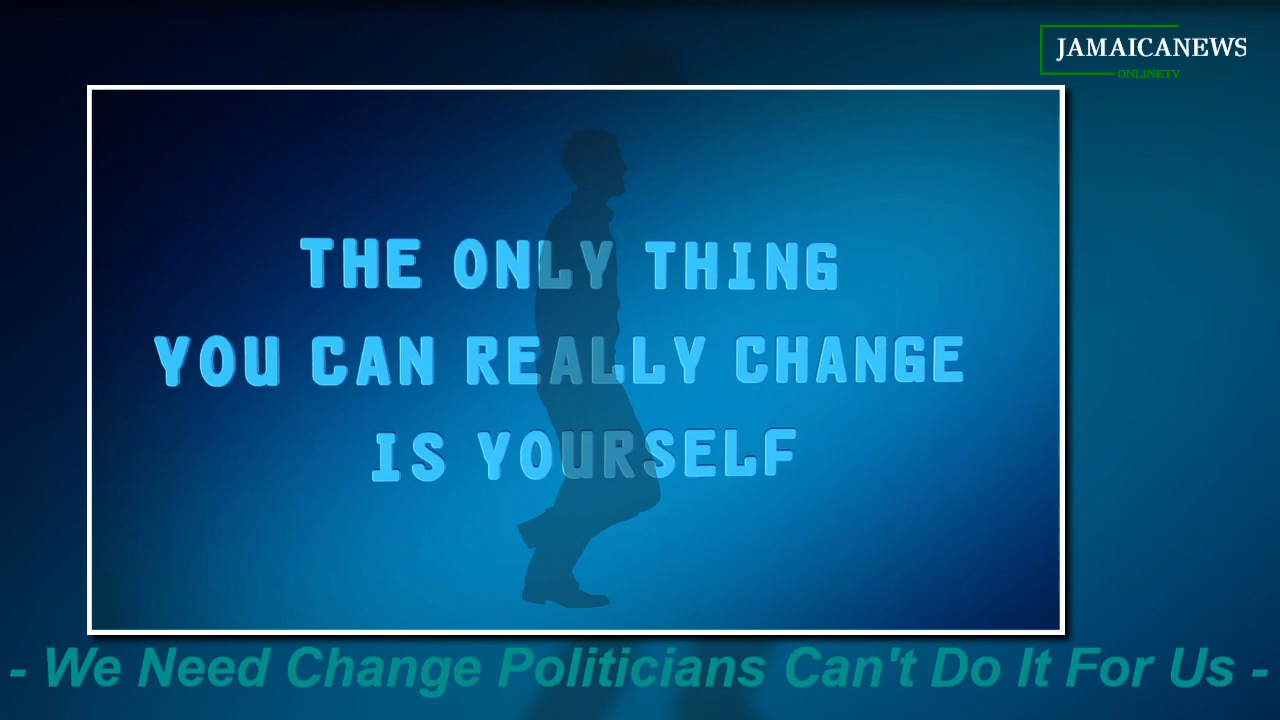 JAMAICANEWS
ONLINETV
THE ONLY THING
YOU CAN REALLY CHANGE
IS YOURSELF
- We Need Change Politicians Can't Do It For Us -